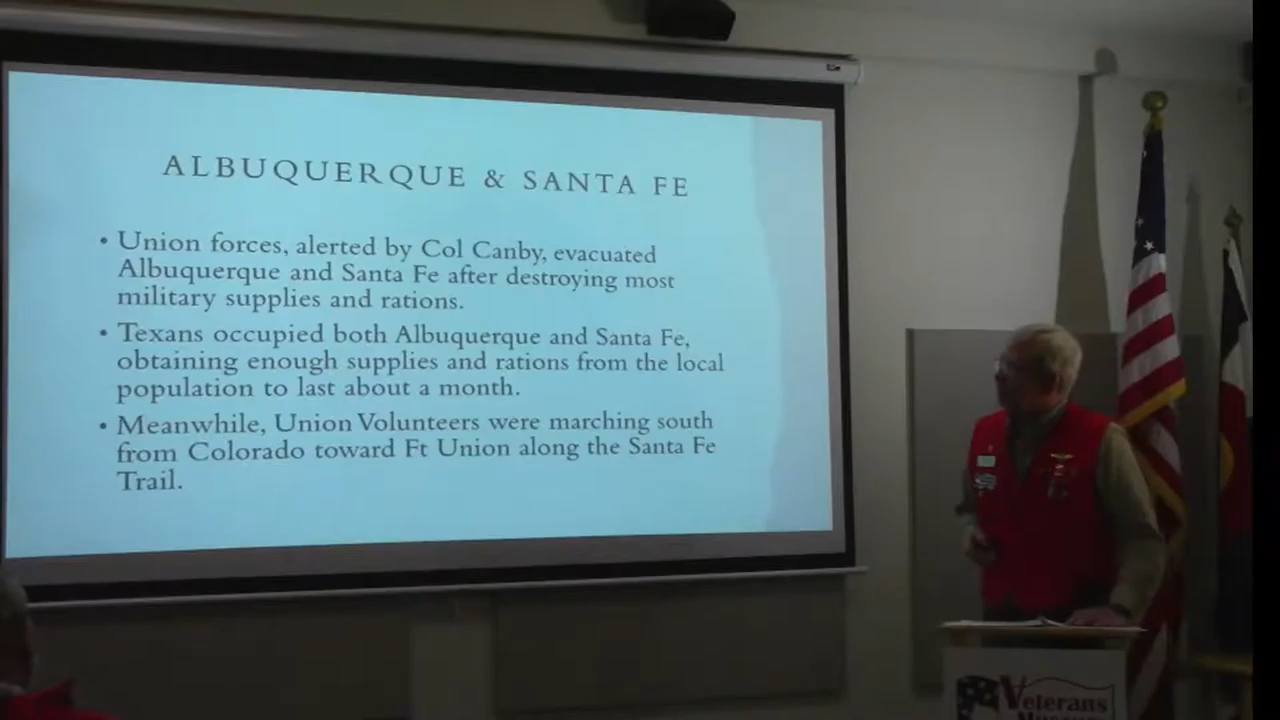 ALBUQUERQUE & SANTA FE
• Union forces, alerted by Col Canby, evacuated
Albuquerque and Santa Fe after destroying most
military supplies and rations.
• Texans occupied both Albuquerque and Santa Fe,
obtaining enough supplies and rations from the local
population to last about a month.
• Meanwhile, Union Volunteers were marching south
from Colorado toward Ft Union along the Santa Fe
Trail.
Veterans